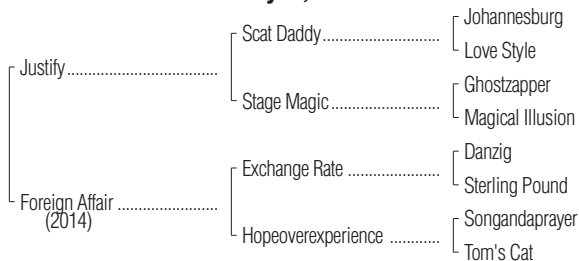 Johannesburg
Scat Daddy
Love Style
Justify
Ghostzapper
Stage Magic
Magical Illusion
Danzig
Exchange Rate
Sterling Pound
Foreign Affair
(2014)
Songandaprayer
Hopeoverexperience
Tom's Cat